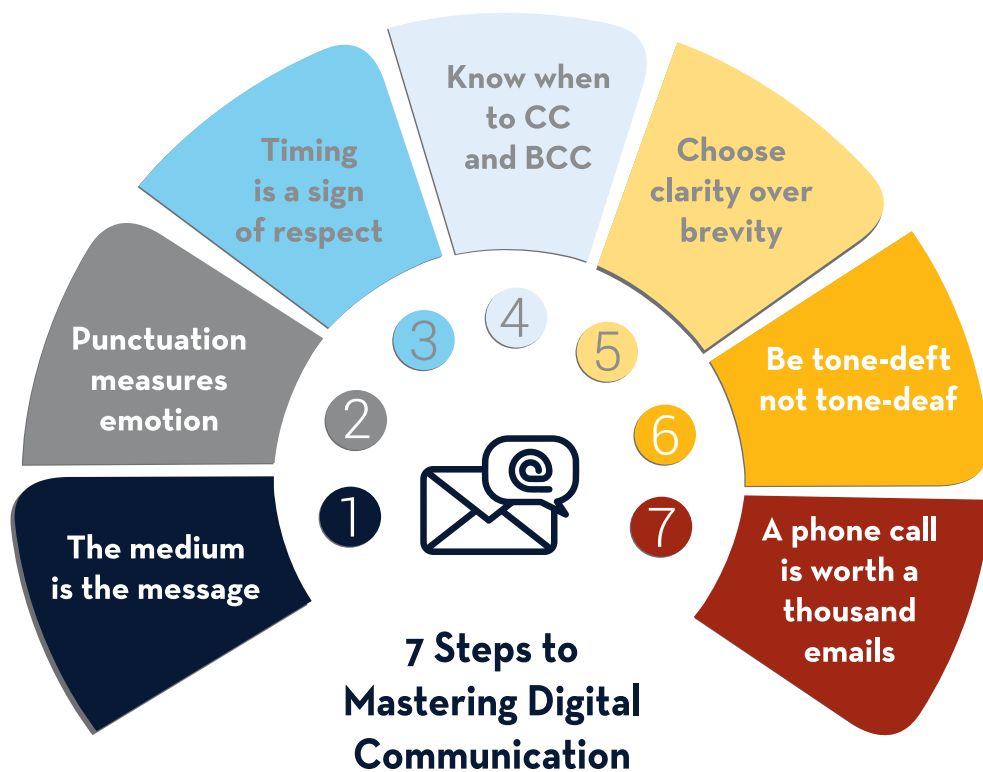 The medium
is the message
1
Punctuation
measures
emotion
2
Timing
is a sign
of respect
3
Know when
to CC
and BCC
4
Choose
clarity over
brevity
5
Be tone-deft
not tone-deaf
6
A phone call
is worth a
thousand
emails
7
@
7 Steps to
Mastering Digital
Communication